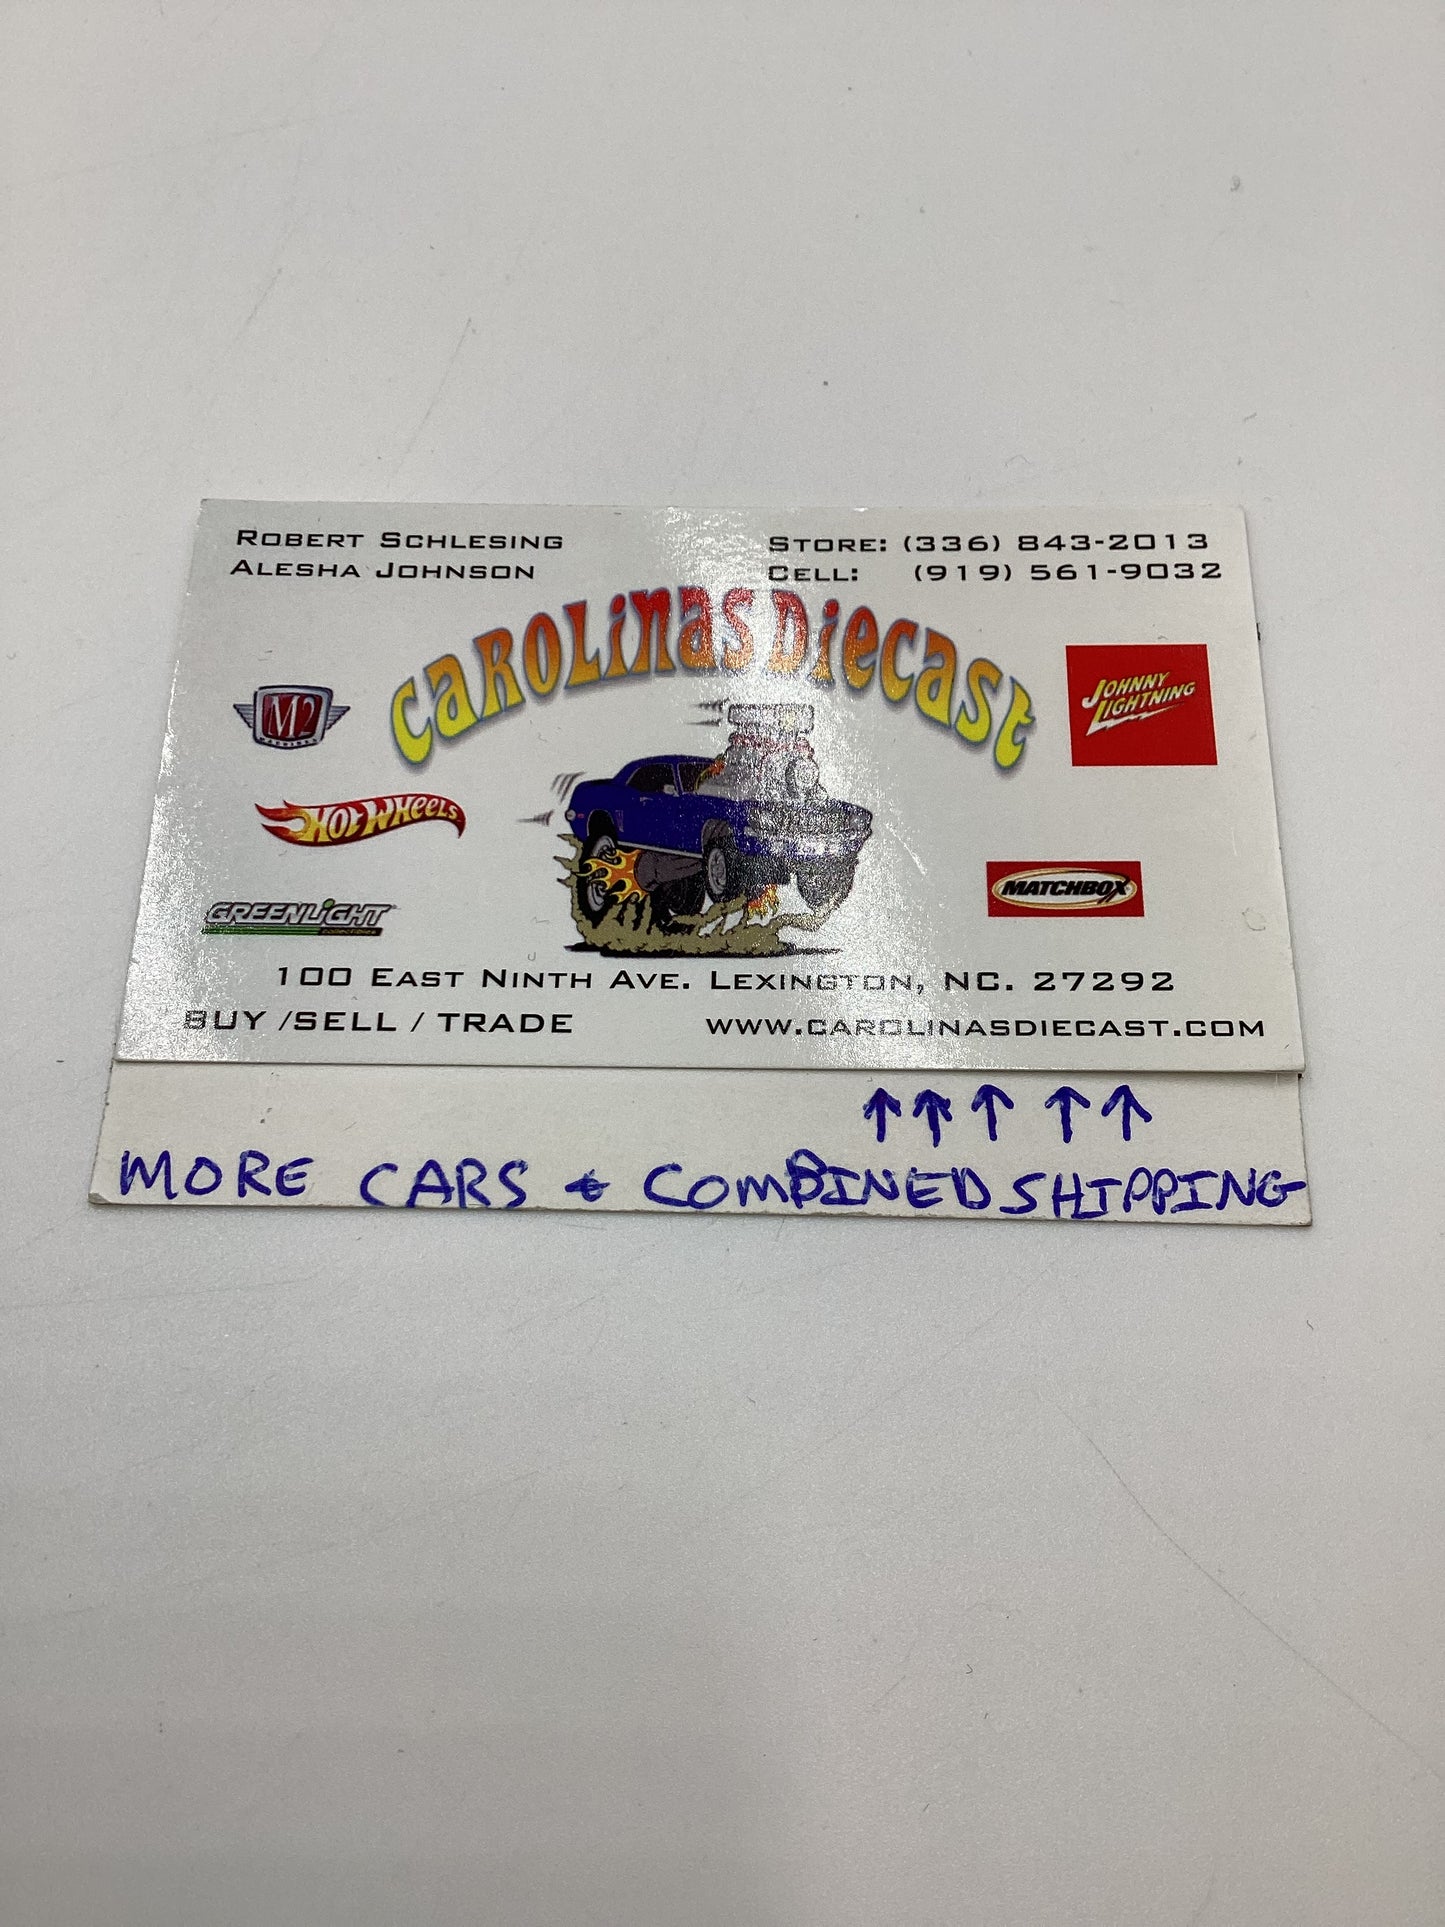 ROBERT SCHLESING
ALESHA JOHNSON
STORE: (336) 843-2013
CELL: (919) 561-9032
CAROLINAS DIECAST
M2
MACHINES
JOHNNY
LIGHTNING
HOT WHEELS
MATCHBOX
GREENLIGHT
COLLECTIBLES
100 EAST NINTH AVE. LEXINGTON, NC. 27292
BUY /SELL / TRADE
WWW.CAROLINASDIECAST.COM
↑↑↑ ↑↑
MORE CARS & COMBINED SHIPPING